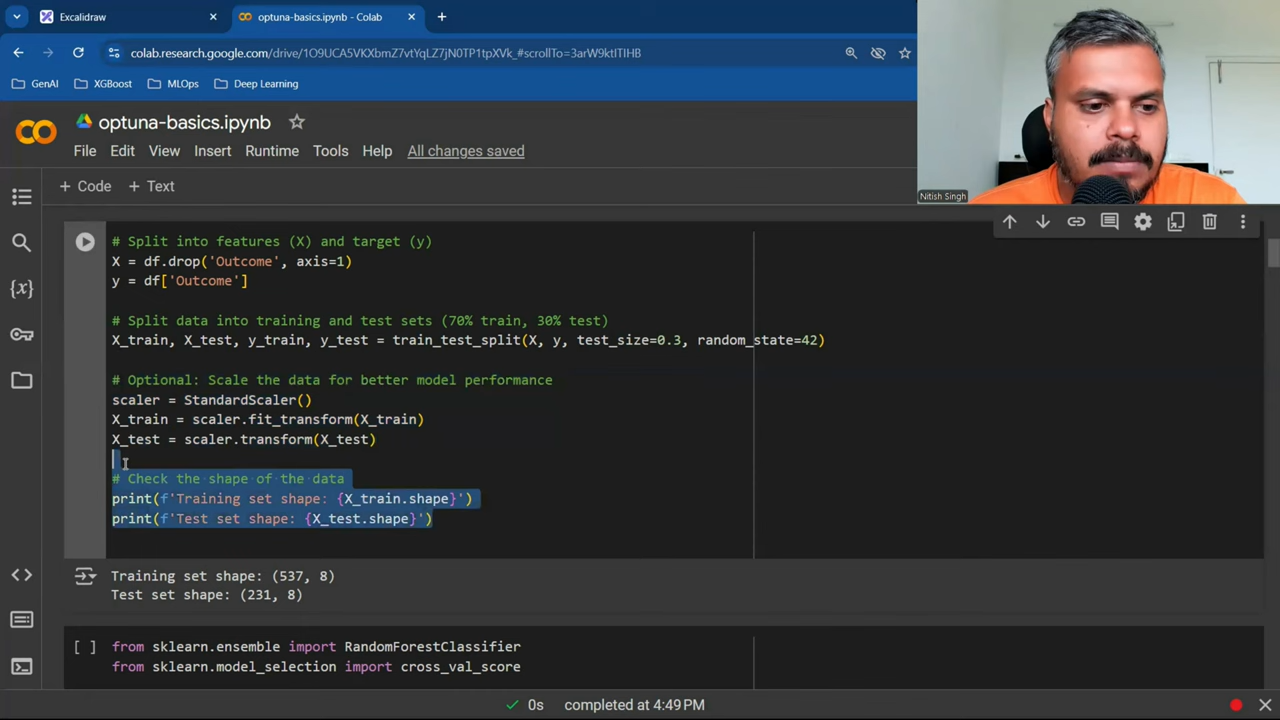 Excalidraw
optuna-basics.ipynb - Colab
colab.research.google.com/drive/1O9UCA5VKXbmZ7vtYqLZ7jN0TP1tpXVk_#scrollTo=3arW9ktlTIHB
GenAI
XGBoost
MLOps
Deep Learning
optuna-basics.ipynb
File Edit View Insert Runtime Tools Help All changes saved
+ Code + Text
Nitish Singh
# Split into features (X) and target (y)
X = df.drop('Outcome', axis=1)
y = df['Outcome']
# Split data into training and test sets (70% train, 30% test)
X_train, X_test, y_train, y_test = train_test_split(X, y, test_size=0.3, random_state=42)
# Optional: Scale the data for better model performance
scaler = StandardScaler()
X_train = scaler.fit_transform(X_train)
X_test = scaler.transform(X_test)
# Check the shape of the data
print(f'Training set shape: {X_train.shape}')
print(f'Test set shape: {X_test.shape}')
Training set shape: (537, 8)
Test set shape: (231, 8)
[ ] from sklearn.ensemble import RandomForestClassifier
from sklearn.model_selection import cross_val_score
0s completed at 4:49 PM